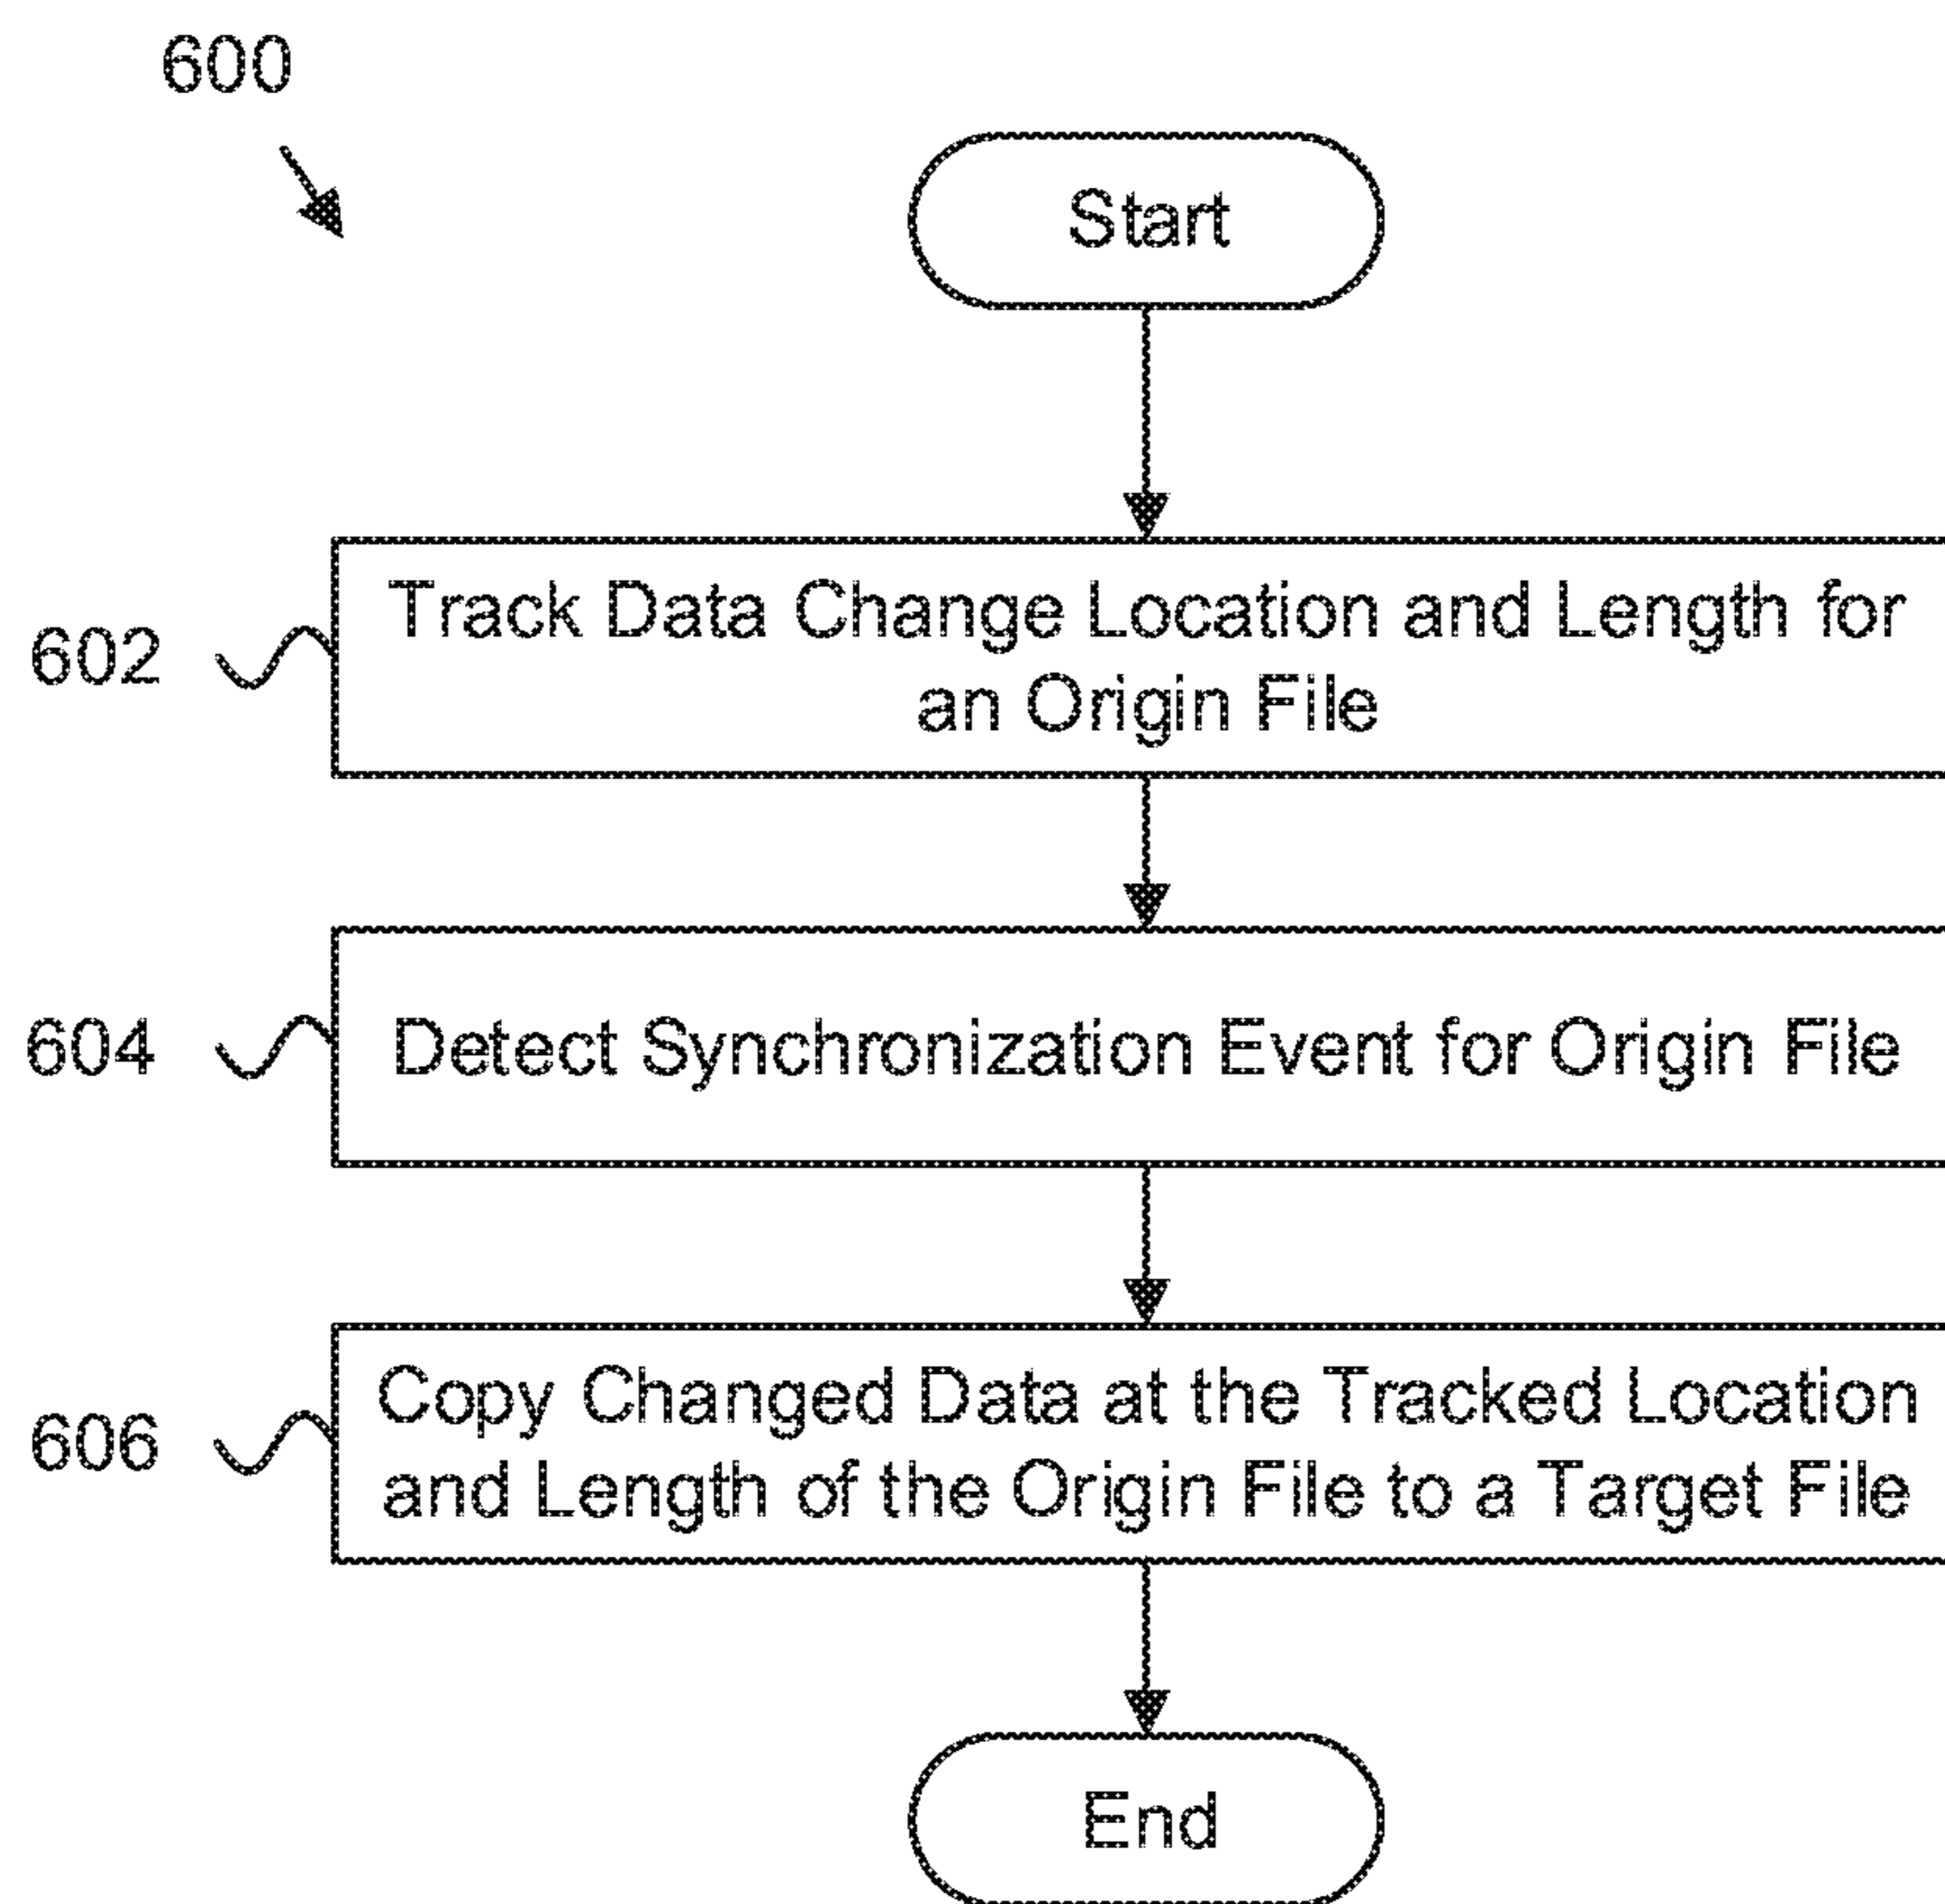 600
Start
602
Track Data Change Location and Length for
an Origin File
604
Detect Synchronization Event for Origin File
606
Copy Changed Data at the Tracked Location
and Length of the Origin File to a Target File
End